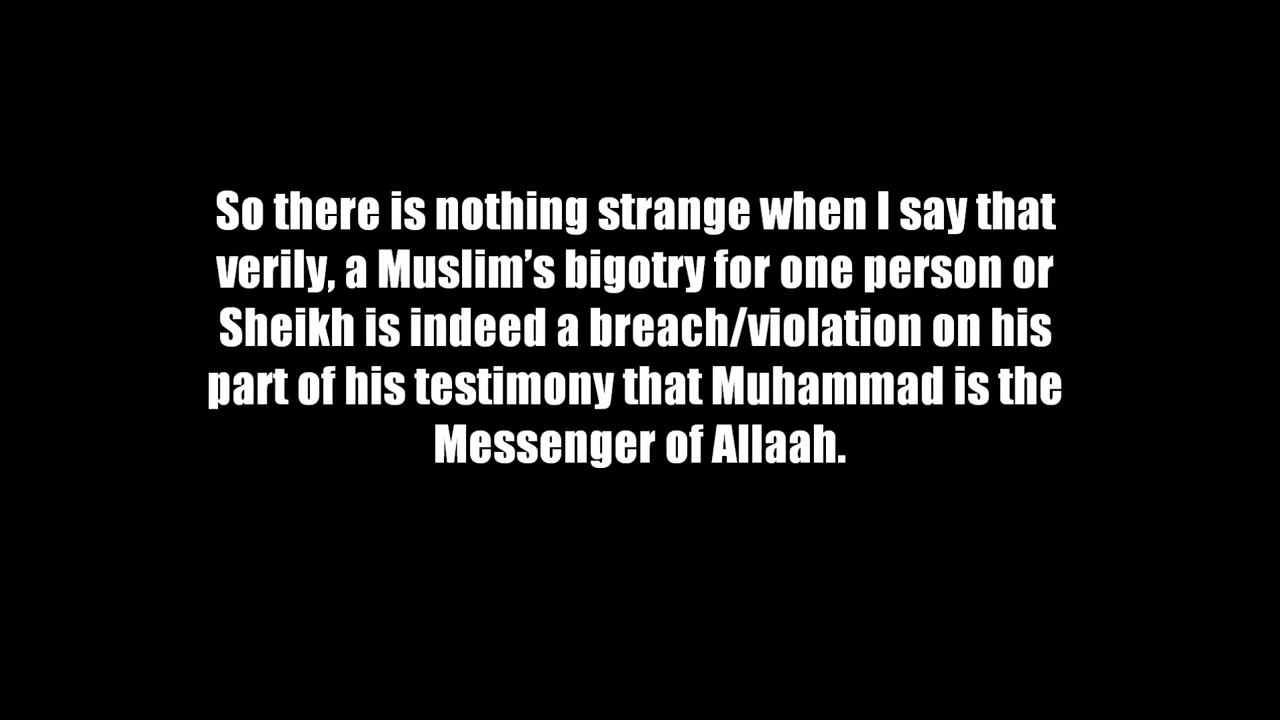 So there is nothing strange when I say that
verily, a Muslim’s bigotry for one person or
Sheikh is indeed a breach/violation on his
part of his testimony that Muhammad is the
Messenger of Allaah.